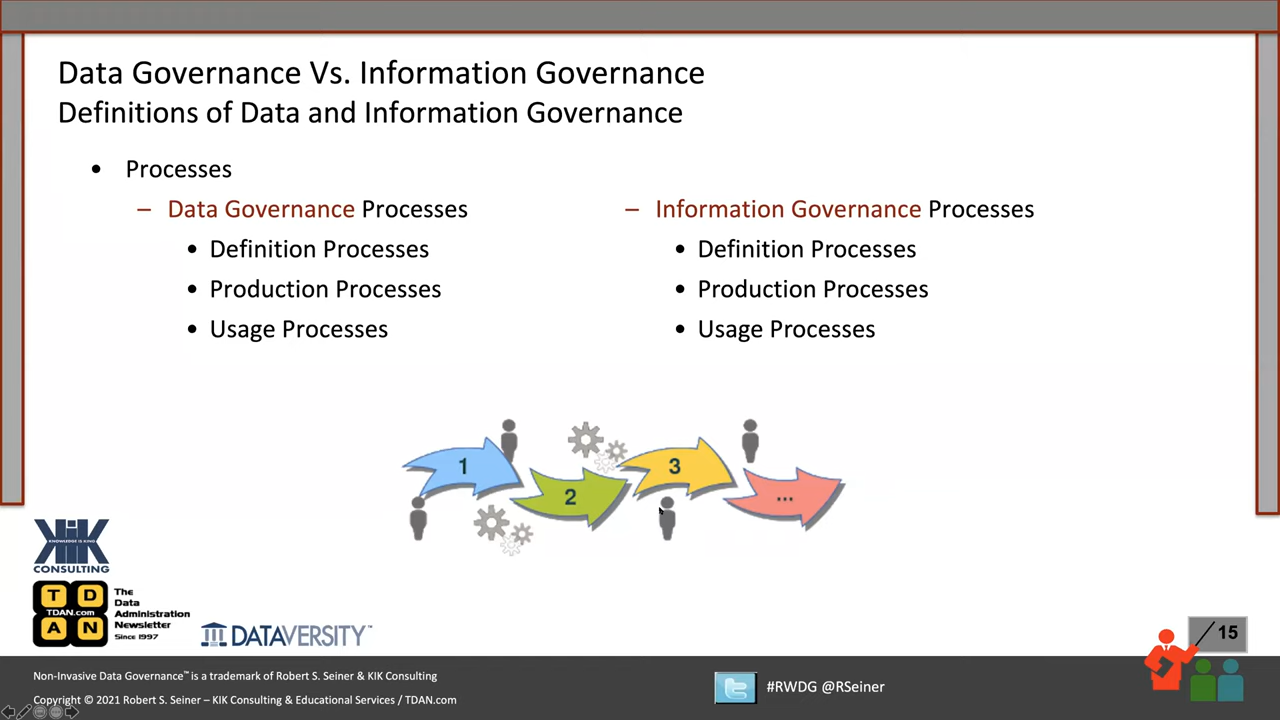 Data Governance Vs. Information Governance
Definitions of Data and Information Governance
• Processes
– Data Governance Processes
• Definition Processes
• Production Processes
• Usage Processes
– Information Governance Processes
• Definition Processes
• Production Processes
• Usage Processes
1
2
3
...
KIK
KNOWLEDGE IS KING
CONSULTING
T D
TDAN.com
A N
The
Data
Administration
Newsletter
Since 1997
DATAVERSITY™
15
Non-Invasive Data Governance™ is a trademark of Robert S. Seiner & KIK Consulting
Copyright © 2021 Robert S. Seiner – KIK Consulting & Educational Services / TDAN.com
#RWDG @RSeiner